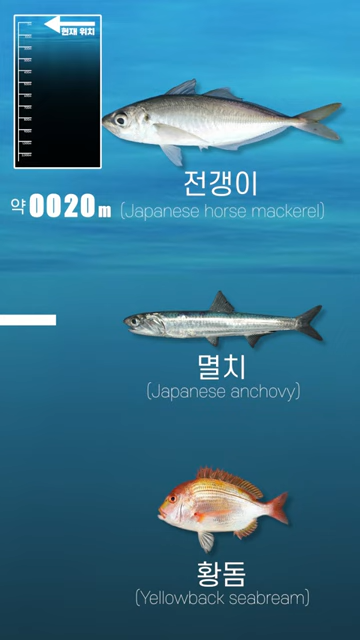 현재 위치
약 0020m
전갱이
(Japanese horse mackerel)
멸치
(Japanese anchovy)
황돔
(Yellowback seabream)